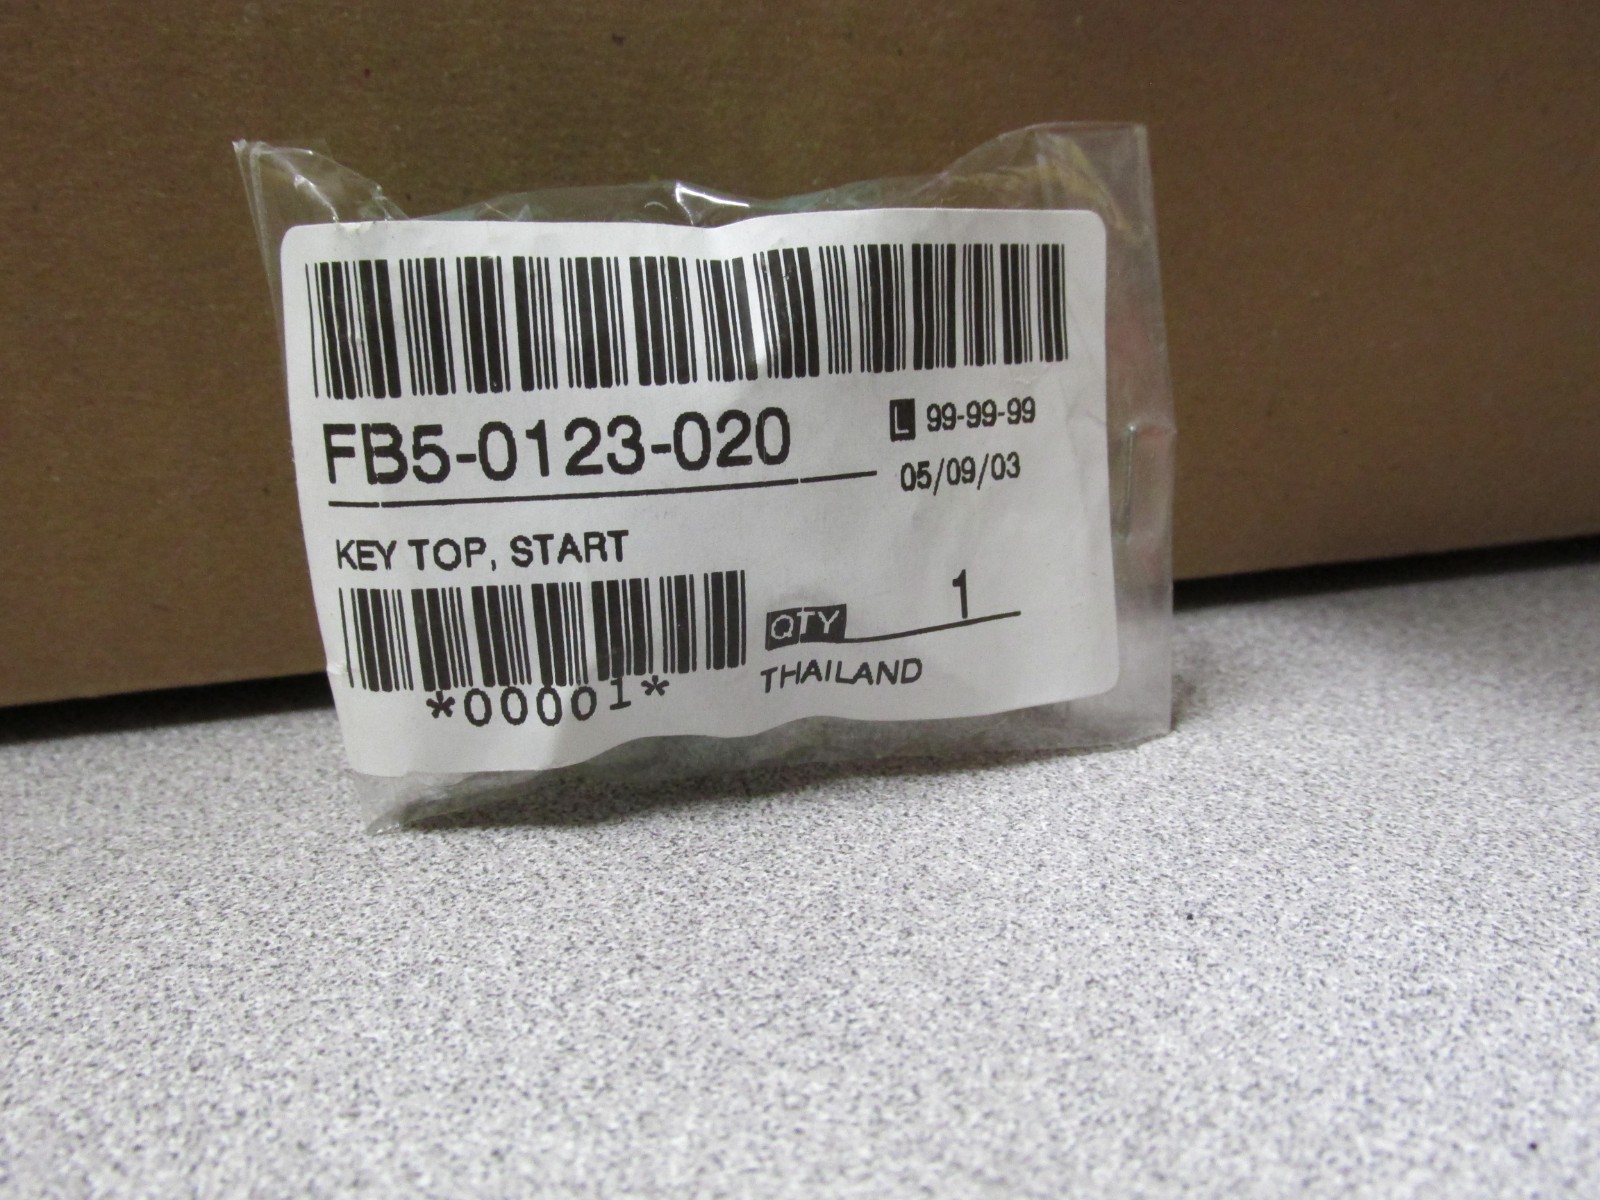 FB5-0123-020
L 99-99-99
05/09/03
KEY TOP, START
QTY 1
*00001*
THAILAND